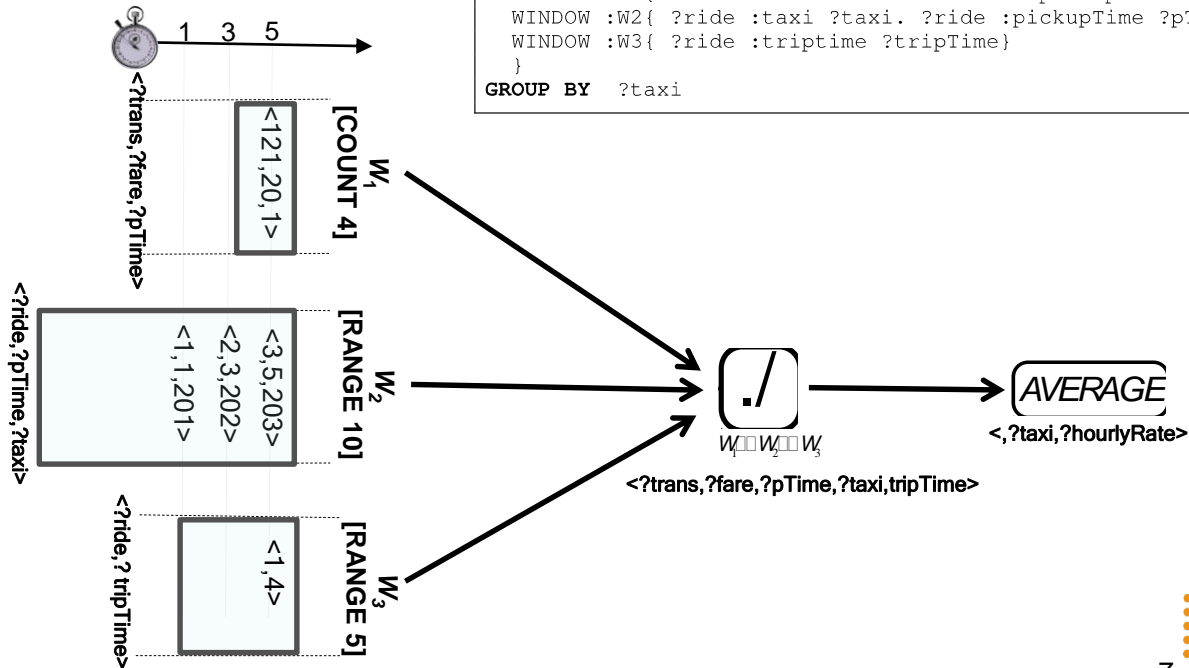 WINDOW :W2{ ?ride :taxi ?taxi. ?ride :pickupTime
WINDOW :W3{ ?ride :triptime ?tripTime}
}
GROUP BY ?taxi
1 3 5
<?trans,?fare,?pTime>
<121,20,1>
W1
[COUNT 4]
<?ride,?pTime,?taxi>
<1,1,201>
<2,3,202>
<3,5,203>
W2
[RANGE 10]
<?ride,? tripTime>
<1,4>
W3
[RANGE 5]
./
W1 W2 W3
<?trans,?fare,?pTime,?taxi,tripTime>
AVERAGE
<,?taxi,?hourlyRate>